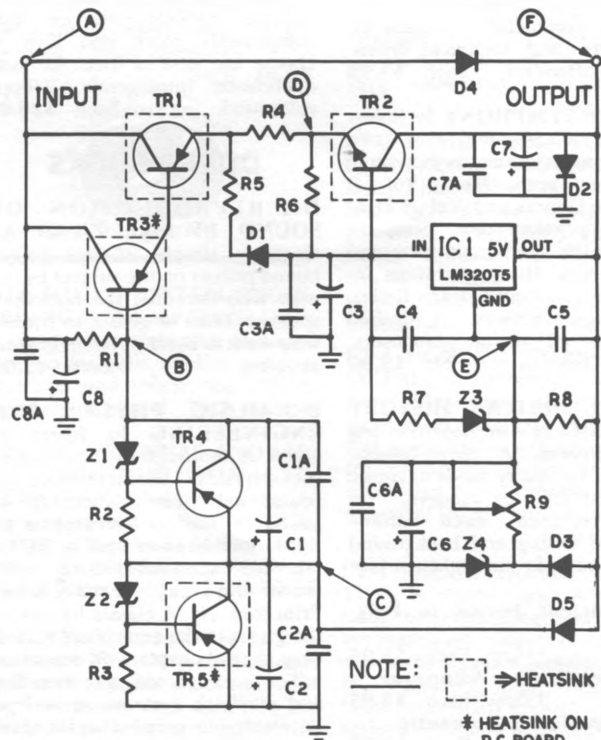 A
F
INPUT
TR1
R4
D
TR2
D4
OUTPUT
C7
C7A
D2
R5
R6
TR3*
D1
IN
IC1 5V
OUT
LM320T5
GND
C3A
C3
C4
C5
E
R1
B
C8A
C8
R7
Z3
R8
Z1
TR4
C1A
R2
C6A
R9
C1
C6
Z4
D3
Z2
C
D5
C2A
R3
TR5*
C2
NOTE:
⇒HEATSINK
* HEATSINK ON
P.C. BOARD